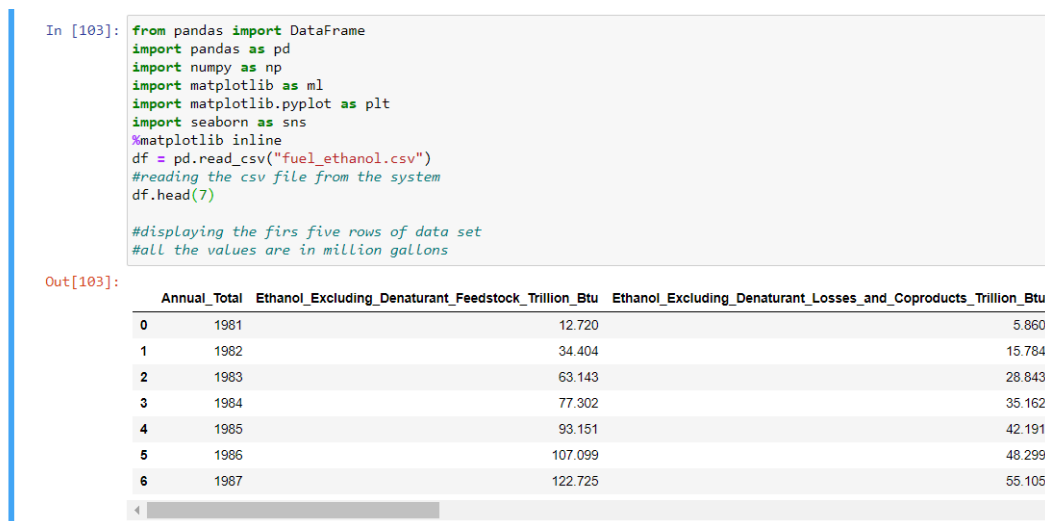 In [103]: from pandas import DataFrame
import pandas as pd
import numpy as np
import matplotlib as ml
import matplotlib.pyplot as plt
import seaborn as sns
%matplotlib inline
df = pd.read_csv("fuel_ethanol.csv")
#reading the csv file from the system
df.head(7)
#displaying the firs five rows of data set
#all the values are in million gallons
Out[103]:
Annual_Total Ethanol_Excluding_Denaturant_Feedstock_Trillion_Btu Ethanol_Excluding_Denaturant_Losses_and_Coproducts_Trillion_Btu
0 1981 12.720 5.860
1 1982 34.404 15.784
2 1983 63.143 28.843
3 1984 77.302 35.162
4 1985 93.151 42.191
5 1986 107.099 48.299
6 1987 122.725 55.105